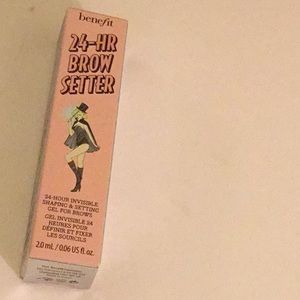 benefit
24-HR
BROW
SETTER
24-HOUR INVISIBLE
SHAPING & SETTING
GEL FOR BROWS
GEL INVISIBLE 24
HEURES POUR
DÉFINIR ET FIXER
LES SOURCILS
2.0 mL / 0.06 US fl. oz.